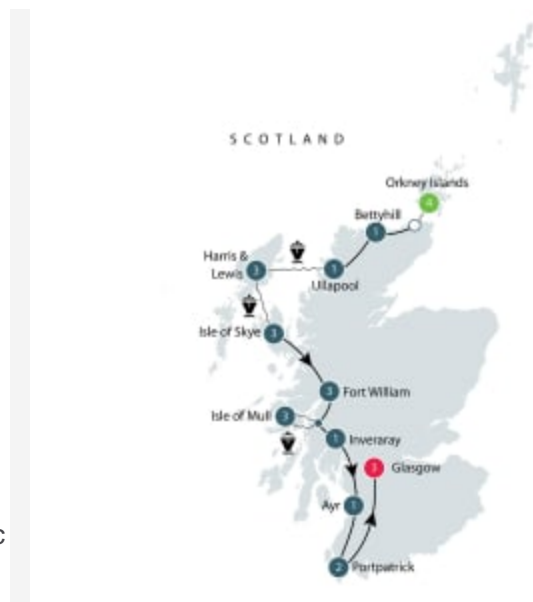 SCOTLAND
Orkney Islands
4
Bettyhill
1
Harris &
Lewis
3
1
Ullapool
Isle of Skye
3
3
Fort William
Isle of Mull
3
1
Inveraray
3
Glasgow
Ayr
1
2
Portpatrick
C